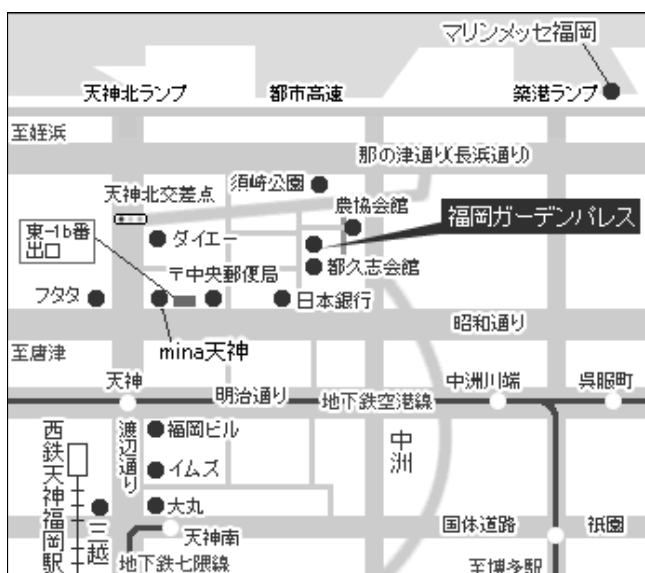 マリンメッセ福岡
天神北ランプ
都市高速
築港ランプ
至姪浜
那の津通り(長浜通り)
須崎公園
天神北交差点
農協会館
福岡ガーデンパレス
東-1b番
出口
ダイエー
都久志会館
〒中央郵便局
フタタ
日本銀行
昭和通り
至唐津
mina天神
天神
明治通り
地下鉄空港線
中洲川端
呉服町
西鉄天神福岡駅
渡辺通り
福岡ビル
中洲
イムズ
大丸
三越
天神南
国体道路
祇園
地下鉄七隈線
至博多駅